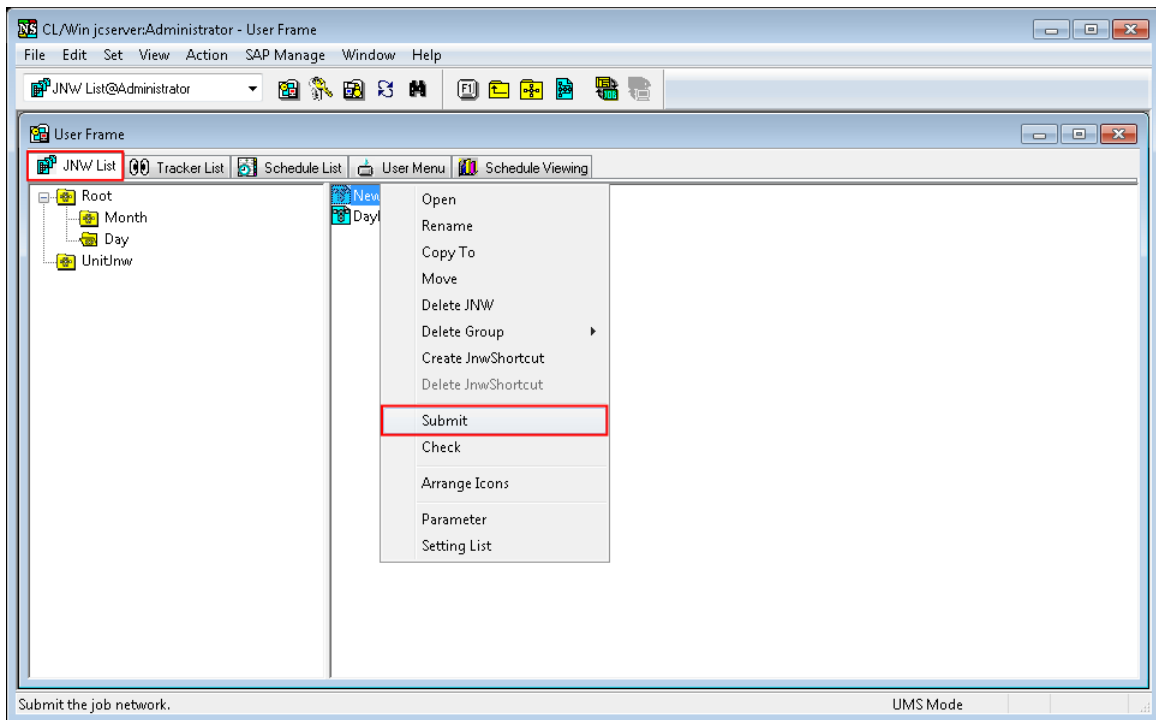 CL/Win jcserver:Administrator - User Frame
File Edit Set View Action SAP Manage Window Help
JNW List@Administrator
User Frame
JNW List Tracker List Schedule List User Menu Schedule Viewing
Root
Month
Day
UnitJnw
New
Day
Open
Rename
Copy To
Move
Delete JNW
Delete Group
Create JnwShortcut
Delete JnwShortcut
Submit
Check
Arrange Icons
Parameter
Setting List
Submit the job network. UMS Mode